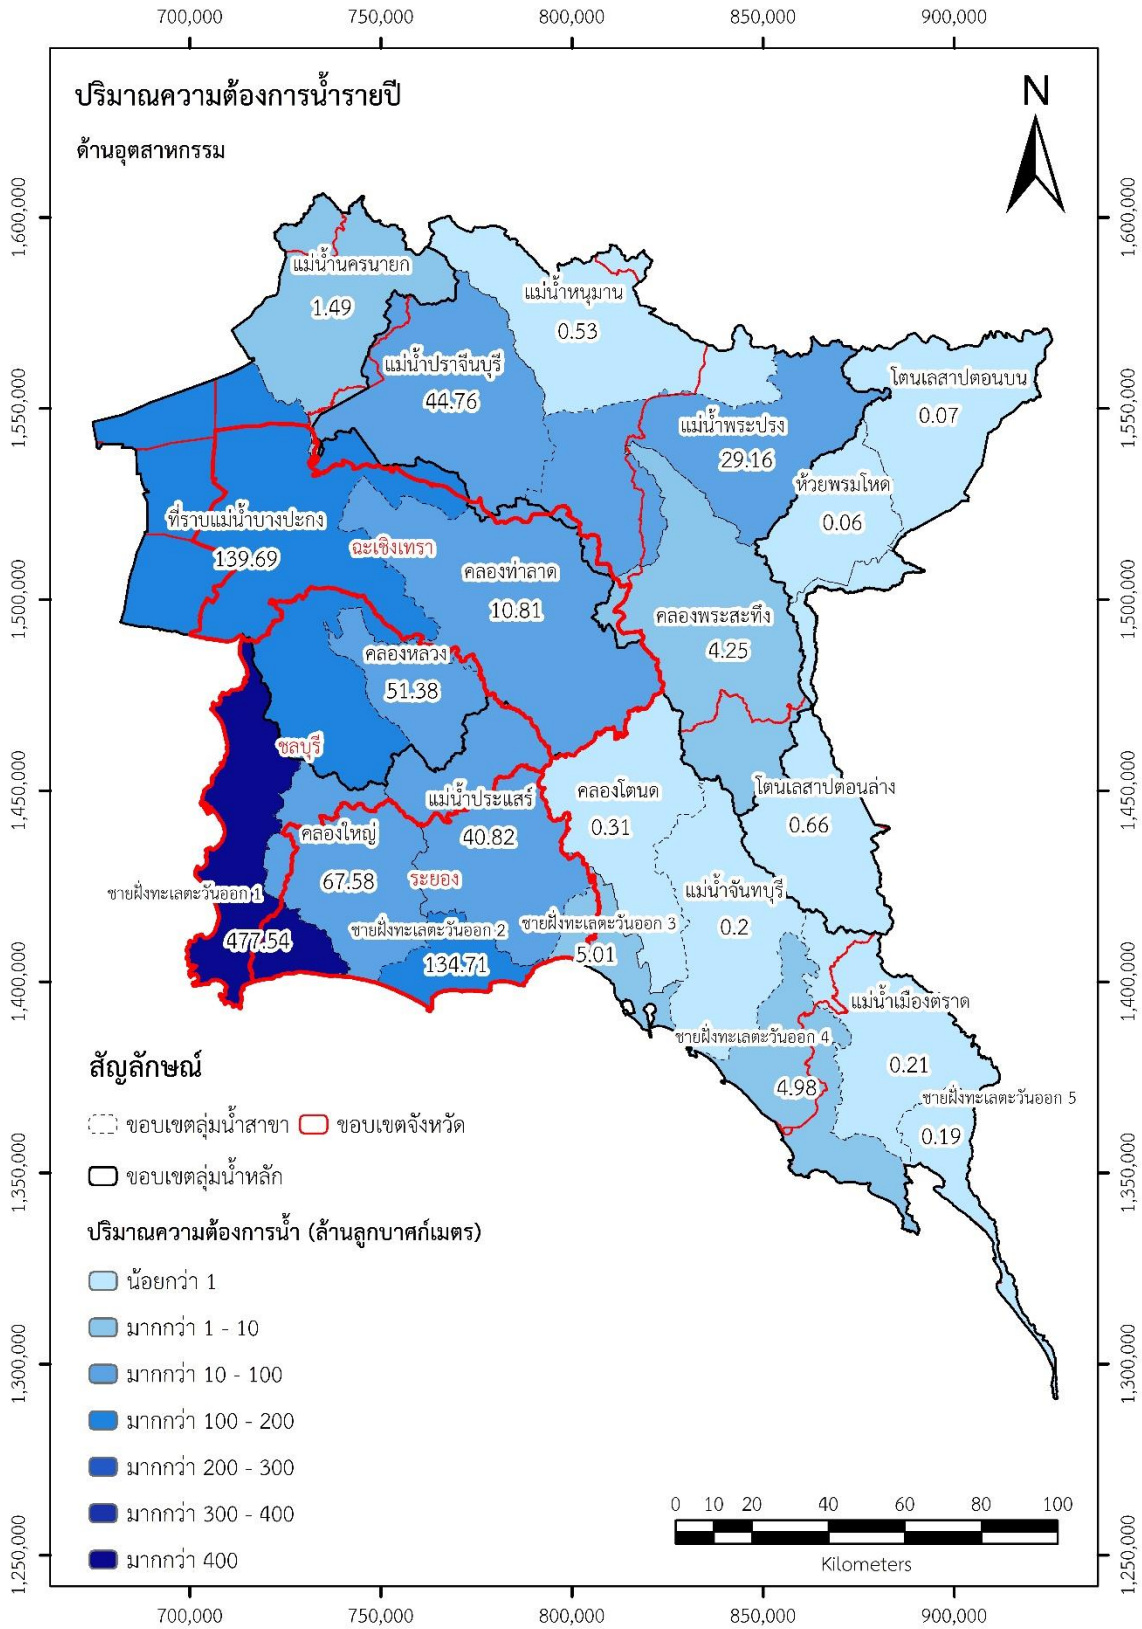 700,000 750,000 800,000 850,000 900,000
ปริมาณความต้องการน้ำรายปี
ด้านอุตสาหกรรม
N
1,600,000 1,600,000
1,550,000 1,550,000
1,500,000 1,500,000
1,450,000 1,450,000
1,400,000 1,400,000
1,350,000 1,350,000
1,300,000 1,300,000
1,250,000 1,250,000
แม่น้ำนครนายก
1.49
แม่น้ำหนุมาน
0.53
แม่น้ำปราจีนบุรี
44.76
โตนเลสาปตอนบน
0.07
แม่น้ำพระปรง
29.16
ห้วยพรมโหด
0.06
ที่ราบแม่น้ำบางปะกง
139.69
ฉะเชิงเทรา
คลองท่าลาด
10.81
คลองพระสะทึง
4.25
คลองหลวง
51.38
ชลบุรี
แม่น้ำประแสร์
40.82
คลองโตนด
0.31
โตนเลสาปตอนล่าง
0.66
คลองใหญ่
67.58
ระยอง
ชายฝั่งทะเลตะวันออก 1
477.54
แม่น้ำจันทบุรี
0.2
ชายฝั่งทะเลตะวันออก 2
134.71
ชายฝั่งทะเลตะวันออก 3
5.01
แม่น้ำเมืองตราด
0.21
ชายฝั่งทะเลตะวันออก 4
4.98
ชายฝั่งทะเลตะวันออก 5
0.19
สัญลักษณ์
ขอบเขตลุ่มน้ำสาขา ขอบเขตจังหวัด
ขอบเขตลุ่มน้ำหลัก
ปริมาณความต้องการน้ำ (ล้านลูกบาศก์เมตร)
น้อยกว่า 1
มากกว่า 1 - 10
มากกว่า 10 - 100
มากกว่า 100 - 200
มากกว่า 200 - 300
มากกว่า 300 - 400
มากกว่า 400
0 10 20 40 60 80 100
Kilometers
700,000 750,000 800,000 850,000 900,000